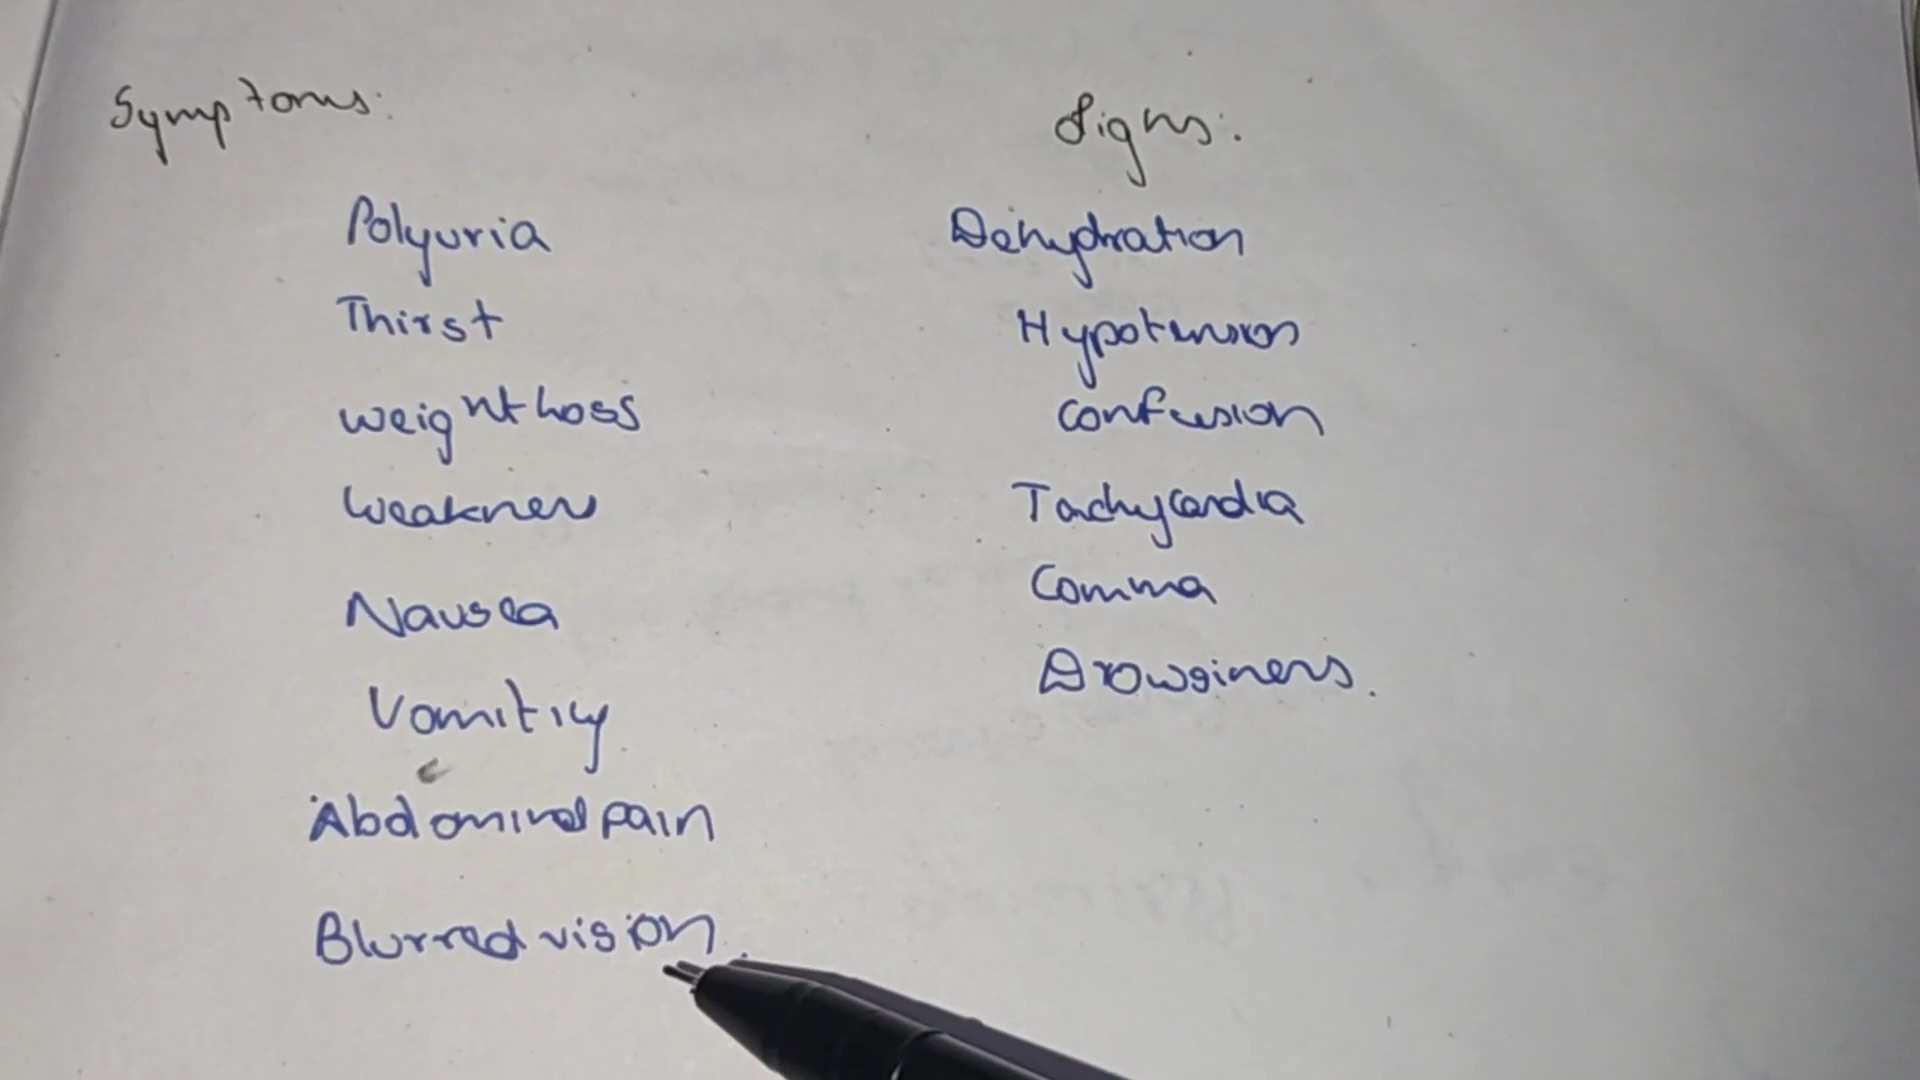 Symptoms:
Polyuria
Thirst
weight loss
Weakness
Nausea
Vomiting
Abdominal pain
Blurred vision.
Signs:
Dehydration
Hypotension
Confusion
Tachycardia
Comma
Drowsiness.